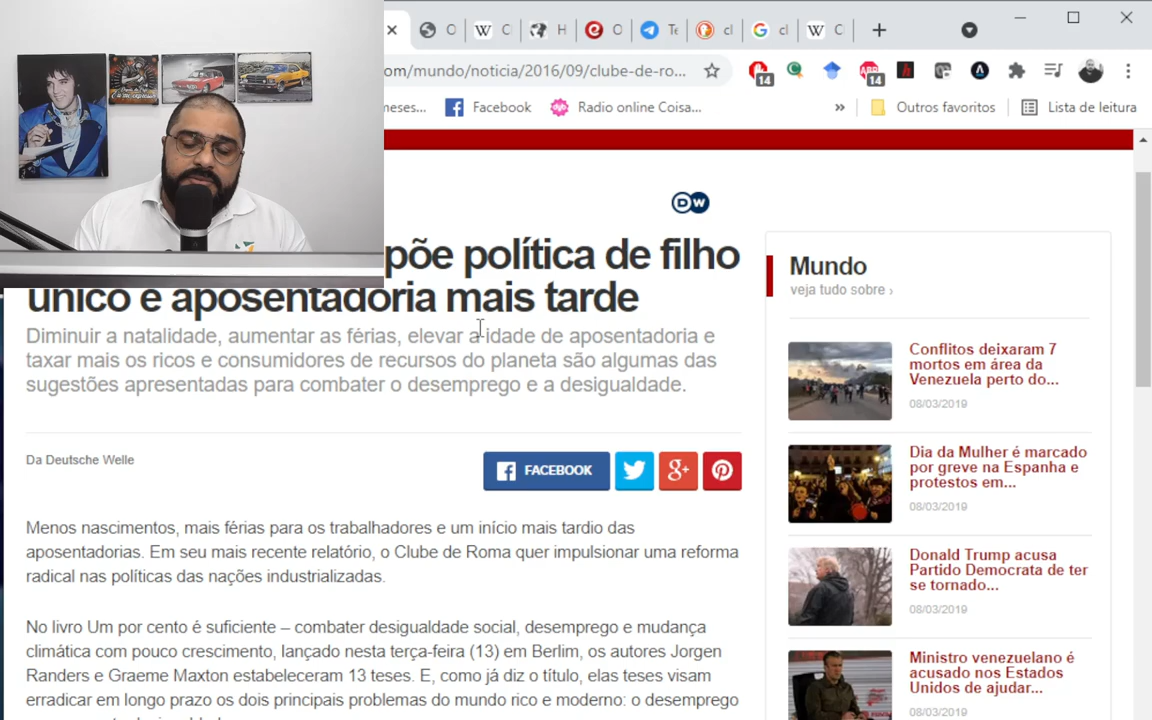 C
W
C
H
C
Te
cl
G
cl
W
C
om/mundo/noticia/2016/09/clube-de-ro...
14
14
meses...
Facebook
Radio online Coisa...
»
Outros favoritos
Lista de leitura
DW
põe política de filho
único e aposentadoria mais tarde
Diminuir a natalidade, aumentar as férias, elevar a idade de aposentadoria e
taxar mais os ricos e consumidores de recursos do planeta são algumas das
sugestões apresentadas para combater o desemprego e a desigualdade.
Da Deutsche Welle
FACEBOOK
g+
Menos nascimentos, mais férias para os trabalhadores e um início mais tardio das
aposentadorias. Em seu mais recente relatório, o Clube de Roma quer impulsionar uma reforma
radical nas políticas das nações industrializadas.
No livro Um por cento é suficiente – combater desigualdade social, desemprego e mudança
climática com pouco crescimento, lançado nesta terça-feira (13) em Berlim, os autores Jorgen
Randers e Graeme Maxton estabeleceram 13 teses. E, como já diz o título, elas teses visam
erradicar em longo prazo os dois principais problemas do mundo rico e moderno: o desemprego
Mundo
veja tudo sobre ›
Conflitos deixaram 7
mortos em área da
Venezuela perto do...
08/03/2019
Dia da Mulher é marcado
por greve na Espanha e
protestos em...
08/03/2019
Donald Trump acusa
Partido Democrata de ter
se tornado...
08/03/2019
Ministro venezuelano é
acusado nos Estados
Unidos de ajudar...
08/03/2019